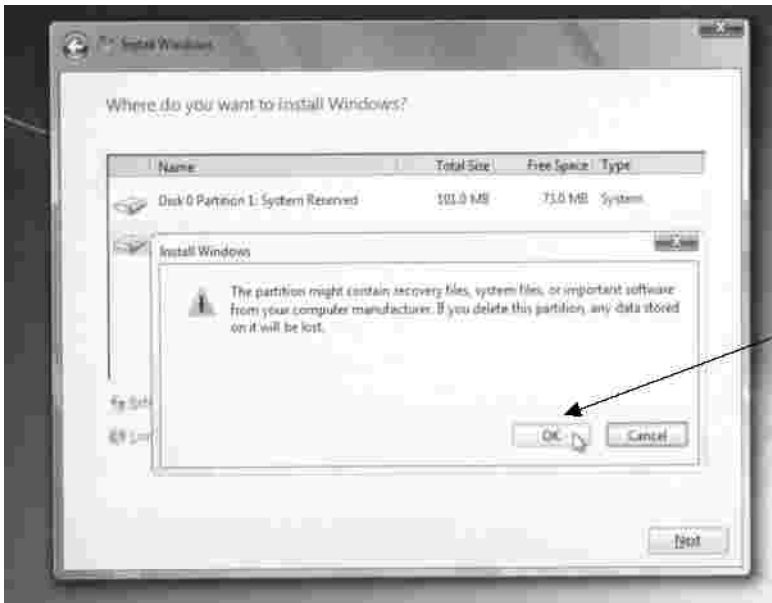 Install Windows
Where do you want to install Windows?
Name Total Size Free Space Type
Disk 0 Partition 1: System Reserved 101.0 MB 73.0 MB System
Install Windows
The partition might contain recovery files, system files, or important software
from your computer manufacturer. If you delete this partition, any data stored
on it will be lost.
OK Cancel
Next